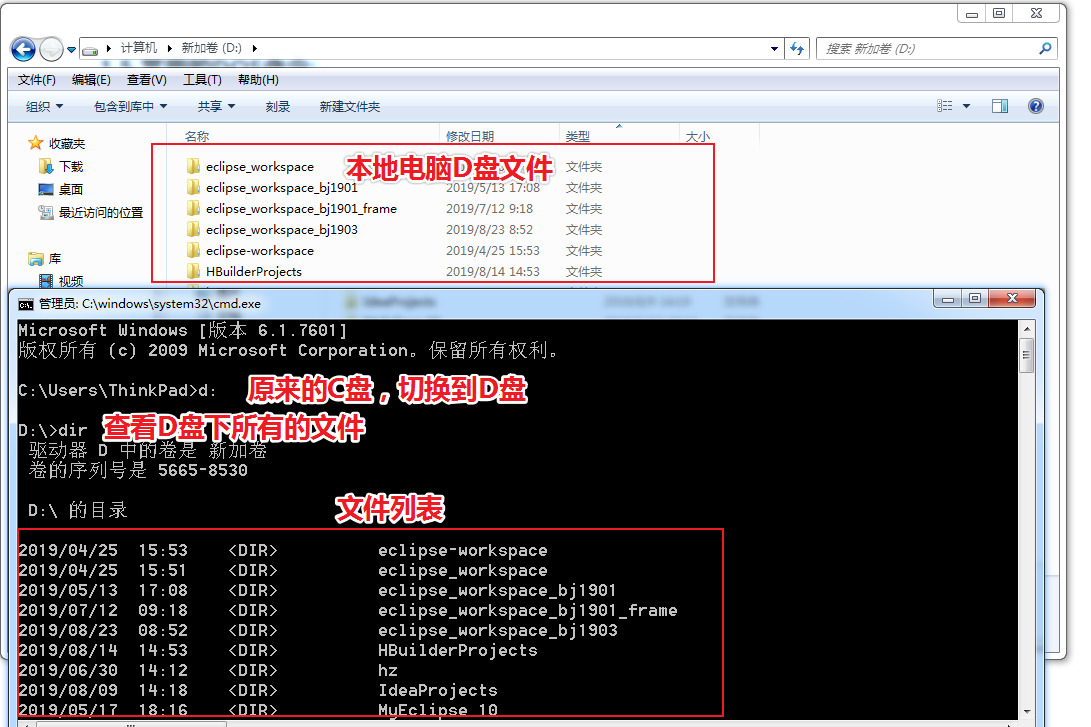 计算机 新加卷 (D:)
搜索 新加卷 (D:)
文件(F) 编辑(E) 查看(V) 工具(T) 帮助(H)
组织 包含到库中 共享 刻录 新建文件夹
收藏夹
下载
桌面
最近访问的位置
库
视频
名称 修改日期 类型 大小
本地电脑D盘文件
eclipse_workspace 文件夹
eclipse_workspace_bj1901 2019/5/13 17:08 文件夹
eclipse_workspace_bj1901_frame 2019/7/12 9:18 文件夹
eclipse_workspace_bj1903 2019/8/23 8:52 文件夹
eclipse-workspace 2019/4/25 15:53 文件夹
HBuilderProjects 2019/8/14 14:53 文件夹
管理员: C:\windows\system32\cmd.exe
Microsoft Windows [版本 6.1.7601]
版权所有 (c) 2009 Microsoft Corporation。保留所有权利。
C:\Users\ThinkPad>d: 原来的C盘，切换到D盘
D:\>dir 查看D盘下所有的文件
驱动器 D 中的卷是 新加卷
卷的序列号是 5665-8530
D:\ 的目录
文件列表
2019/04/25 15:53 <DIR> eclipse-workspace
2019/04/25 15:51 <DIR> eclipse_workspace
2019/05/13 17:08 <DIR> eclipse_workspace_bj1901
2019/07/12 09:18 <DIR> eclipse_workspace_bj1901_frame
2019/08/23 08:52 <DIR> eclipse_workspace_bj1903
2019/08/14 14:53 <DIR> HBuilderProjects
2019/06/30 14:12 <DIR> hz
2019/08/09 14:18 <DIR> IdeaProjects
2019/05/17 18:16 <DIR> MyEclipse 10